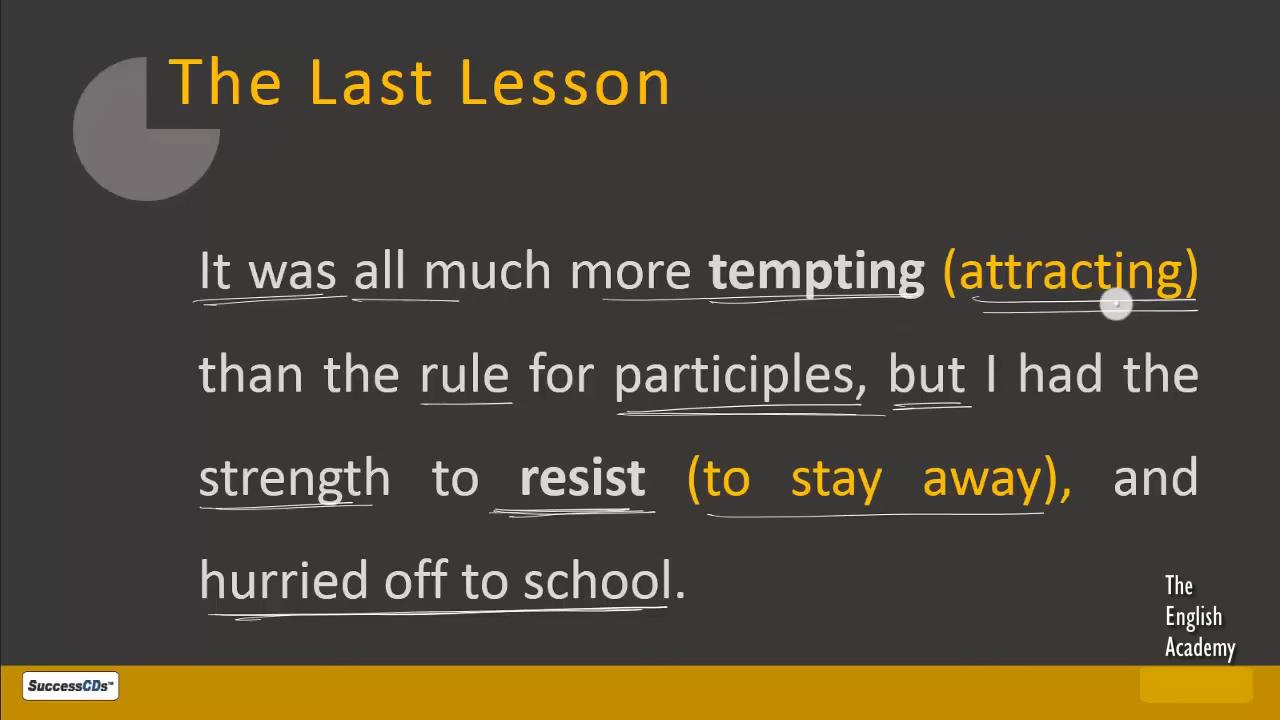 The Last Lesson
It was all much more tempting (attracting)
than the rule for participles, but I had the
strength to resist (to stay away), and
hurried off to school.
The
English
Academy
SuccessCDs™